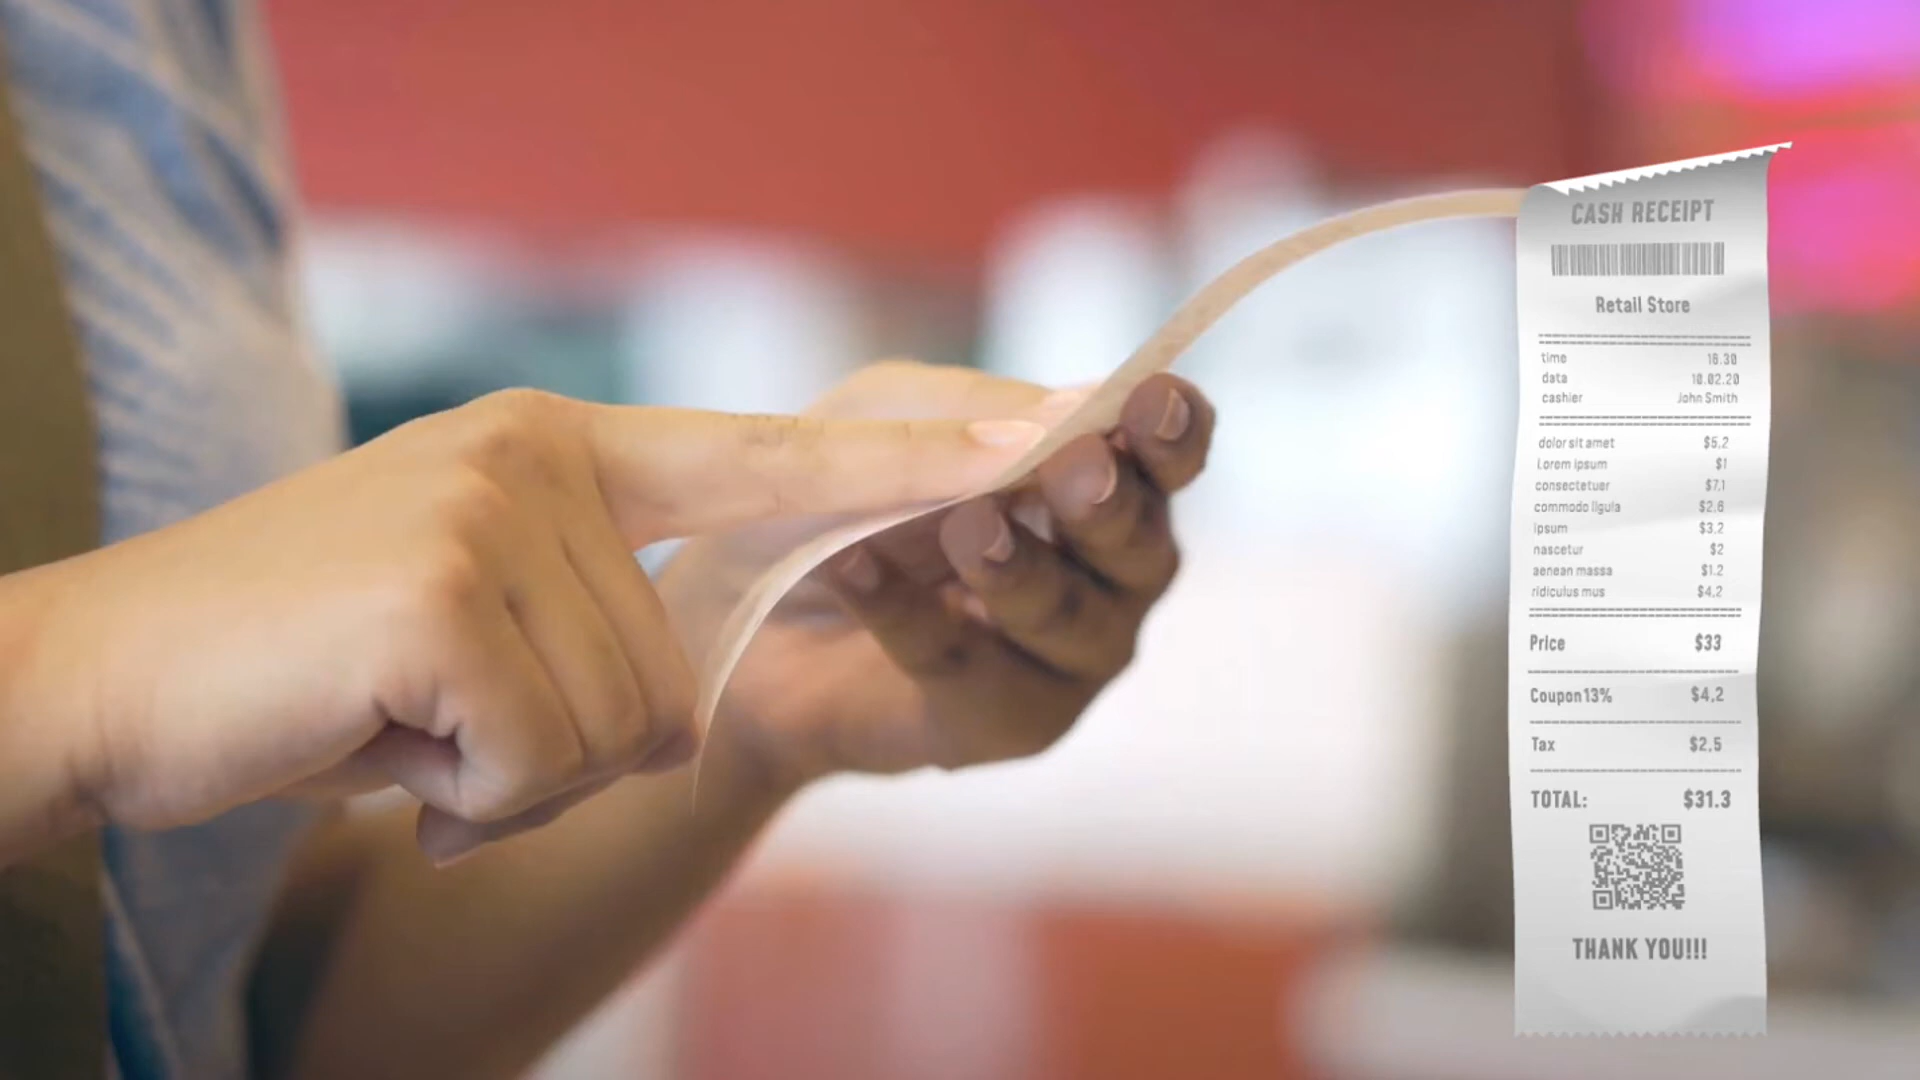 CASH RECEIPT
Retail Store
time 16.30
data 10.02.20
cashier John Smith
dolor sit amet $5.2
Lorem ipsum $1
consectetuer $7,1
commodo ligula $2.6
ipsum $3.2
nascetur $2
aenean massa $1.2
ridiculus mus $4.2
Price $33
Coupon13% $4,2
Tax $2.5
TOTAL: $31.3
THANK YOU!!!